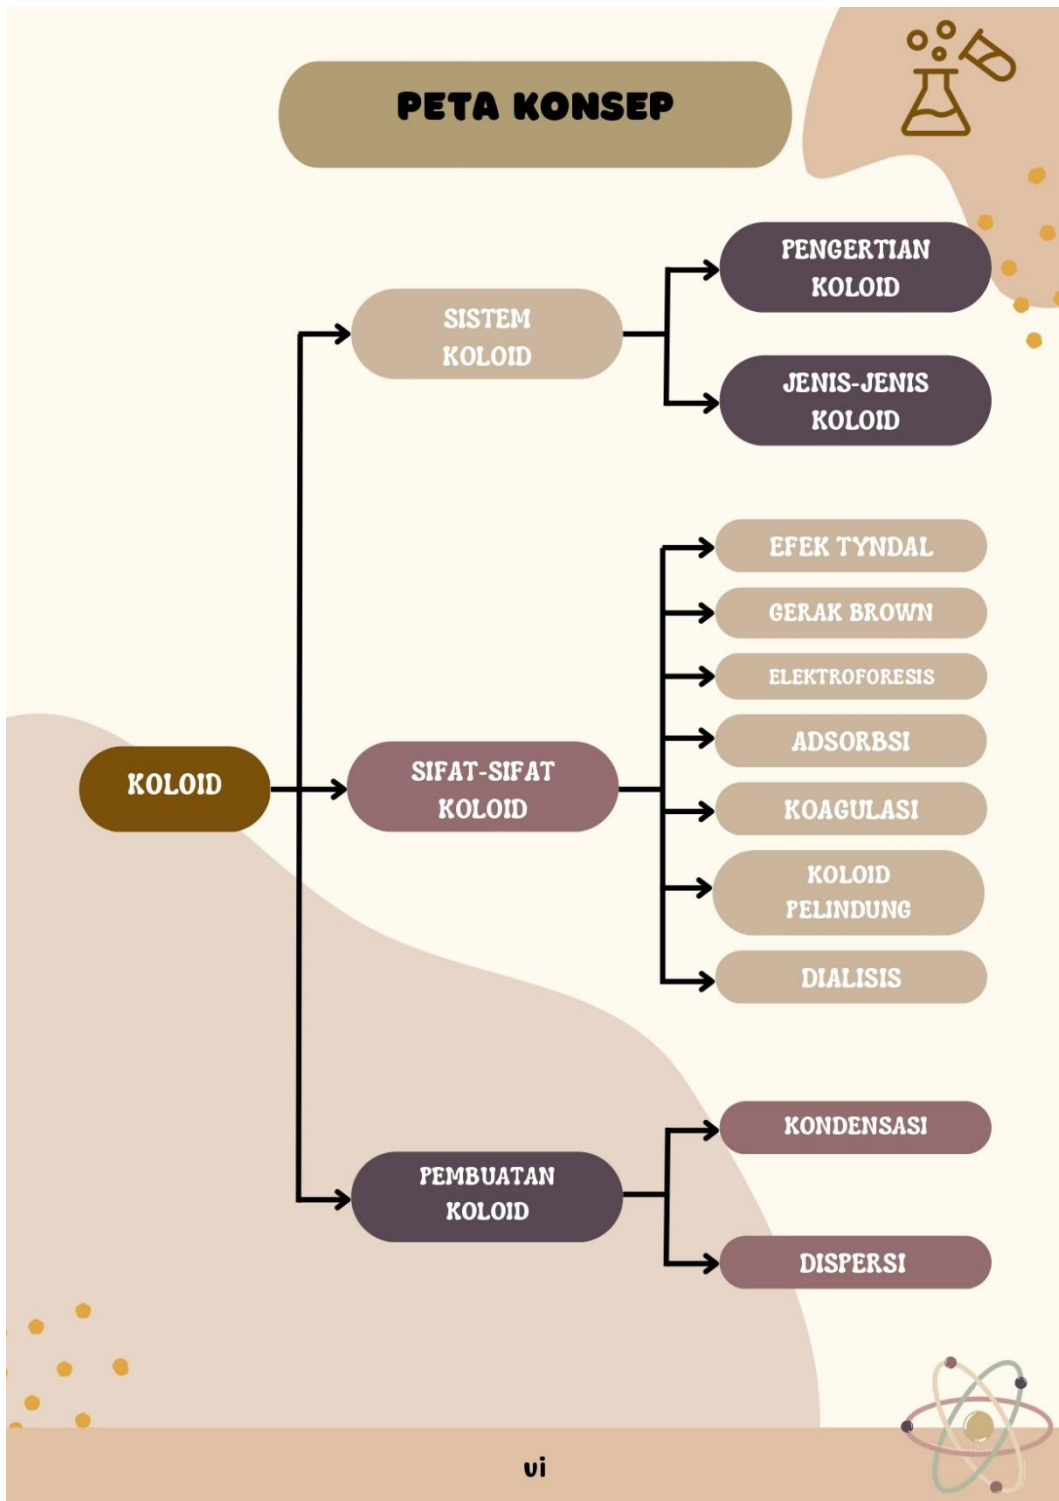 PETA KONSEP
PENGERTIAN
KOLOID
SISTEM
KOLOID
JENIS-JENIS
KOLOID
EFEK TYNDAL
GERAK BROWN
ELEKTROFORESIS
ADSORBSI
KOLOID
SIFAT-SIFAT
KOLOID
KOAGULASI
KOLOID
PELINDUNG
DIALISIS
KONDENSASI
PEMBUATAN
KOLOID
DISPERSI
vi